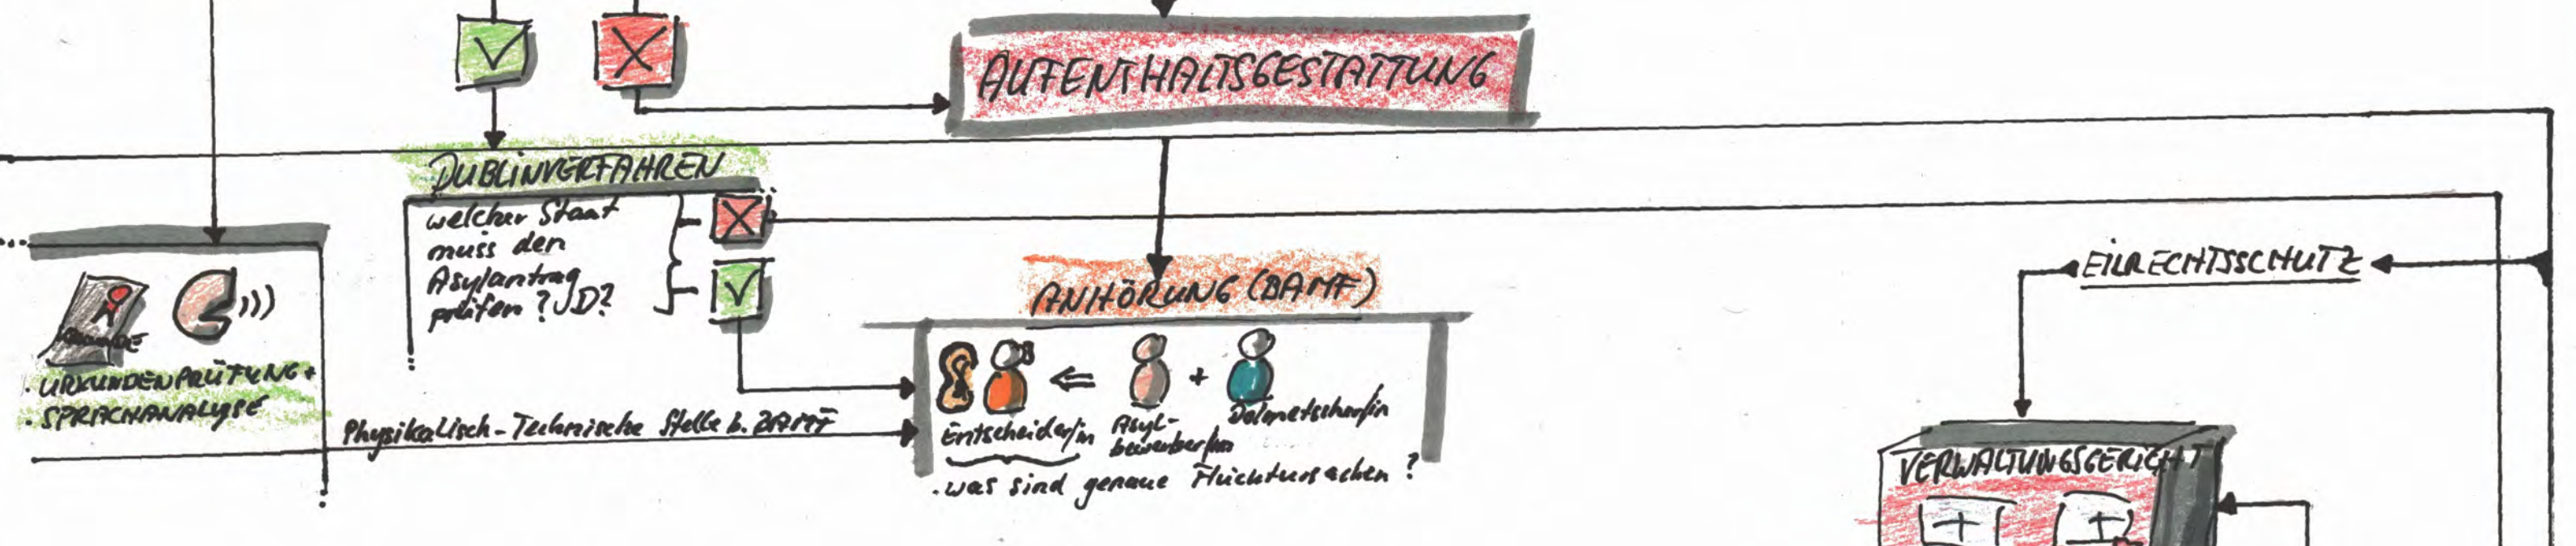 AUFENTHALTSGESTATTUNG
DUBLINVERFAHREN
welcher Staat
muss den
Asylantrag
prüfen? D?
URKUNDE
· URKUNDENPRÜFUNG +
· SPRACHANALYSE
Physikalisch-Technische Stelle b. BAMF
ANHÖRUNG (BAMF)
Entscheider/in
Asyl-
bewerber/in
+
Dolmetscher/in
· was sind genaue Fluchtursachen?
EILRECHTSSCHUTZ
VERWALTUNGSGERICHT